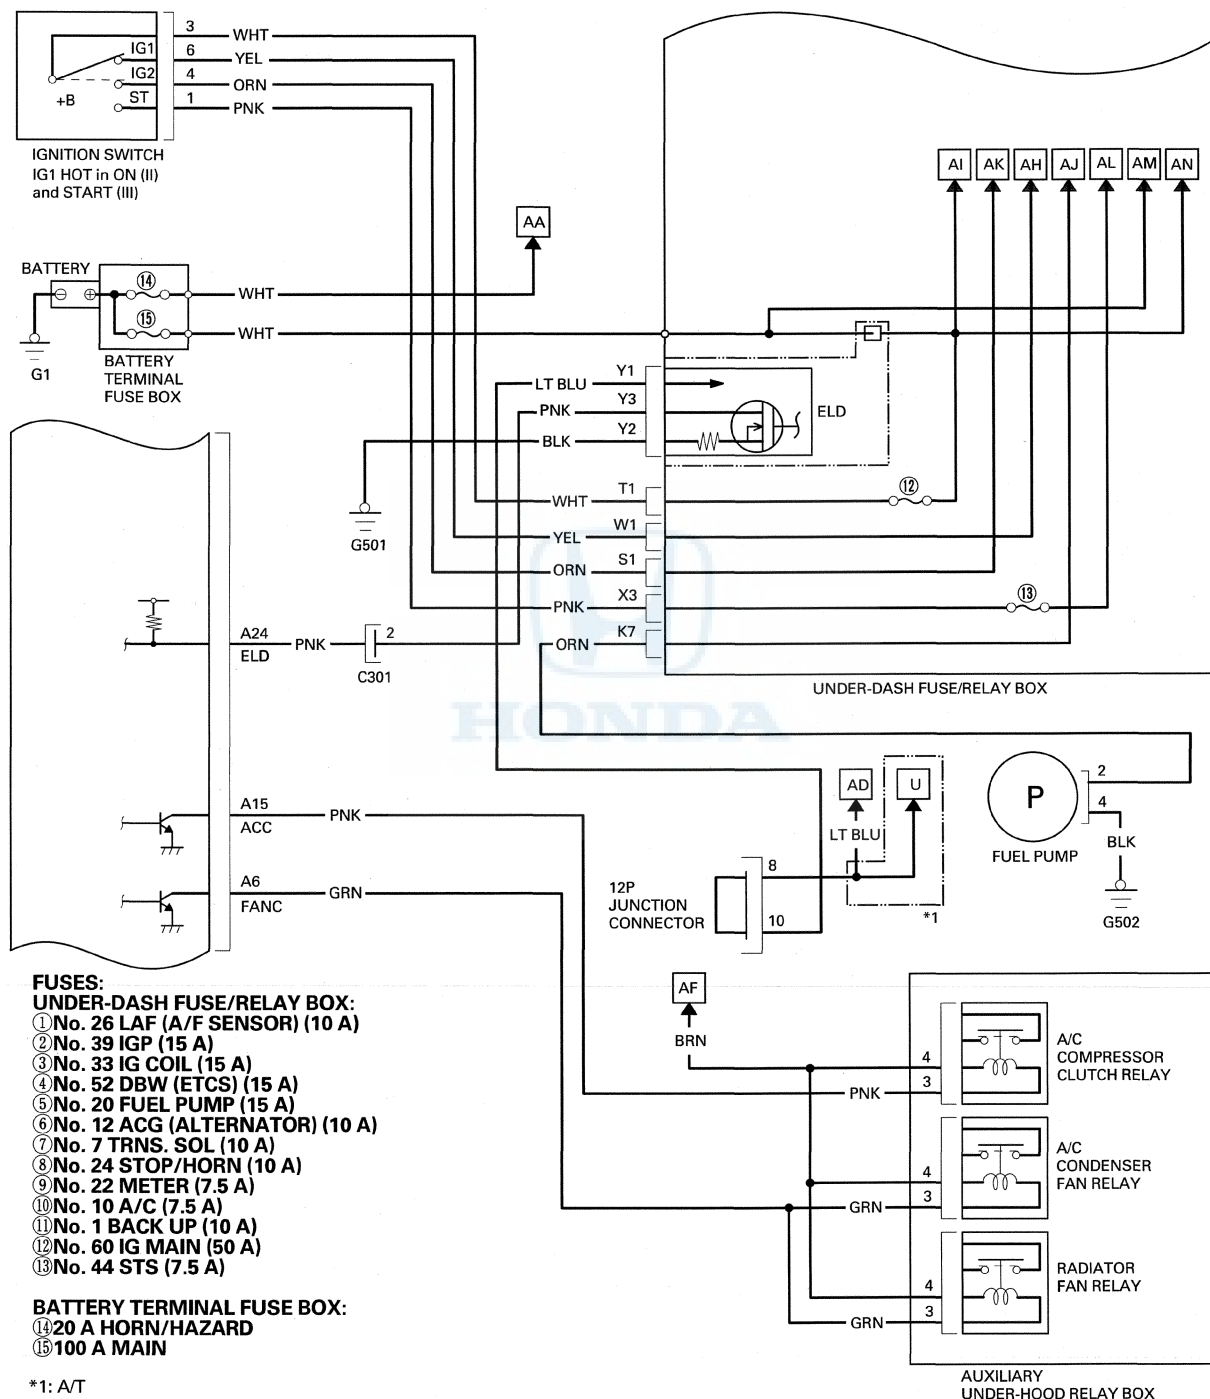 3
WHT
IG1
6
YEL
IG2
4
ORN
+B
ST
1
PNK
IGNITION SWITCH
IG1 HOT in ON (II)
and START (III)
AI
AK
AH
AJ
AL
AM
AN
AA
BATTERY
⑭
WHT
⑮
WHT
G1
BATTERY
TERMINAL
FUSE BOX
LT BLU
Y1
PNK
Y3
ELD
BLK
Y2
G501
WHT
T1
⑫
YEL
W1
ORN
S1
PNK
X3
⑬
ORN
K7
A24
ELD
PNK
2
C301
UNDER-DASH FUSE/RELAY BOX
HONDA
A15
ACC
PNK
AD
U
LT BLU
P
2
4
FUEL PUMP
BLK
G502
A6
FANC
GRN
12P
JUNCTION
CONNECTOR
8
10
*1
AF
BRN
4
3
PNK
A/C
COMPRESSOR
CLUTCH RELAY
4
3
GRN
A/C
CONDENSER
FAN RELAY
4
3
GRN
RADIATOR
FAN RELAY
AUXILIARY
UNDER-HOOD RELAY BOX
FUSES:
UNDER-DASH FUSE/RELAY BOX:
①No. 26 LAF (A/F SENSOR) (10 A)
②No. 39 IGP (15 A)
③No. 33 IG COIL (15 A)
④No. 52 DBW (ETCS) (15 A)
⑤No. 20 FUEL PUMP (15 A)
⑥No. 12 ACG (ALTERNATOR) (10 A)
⑦No. 7 TRNS. SOL (10 A)
⑧No. 24 STOP/HORN (10 A)
⑨No. 22 METER (7.5 A)
⑩No. 10 A/C (7.5 A)
⑪No. 1 BACK UP (10 A)
⑫No. 60 IG MAIN (50 A)
⑬No. 44 STS (7.5 A)
BATTERY TERMINAL FUSE BOX:
⑭20 A HORN/HAZARD
⑮100 A MAIN
*1: A/T